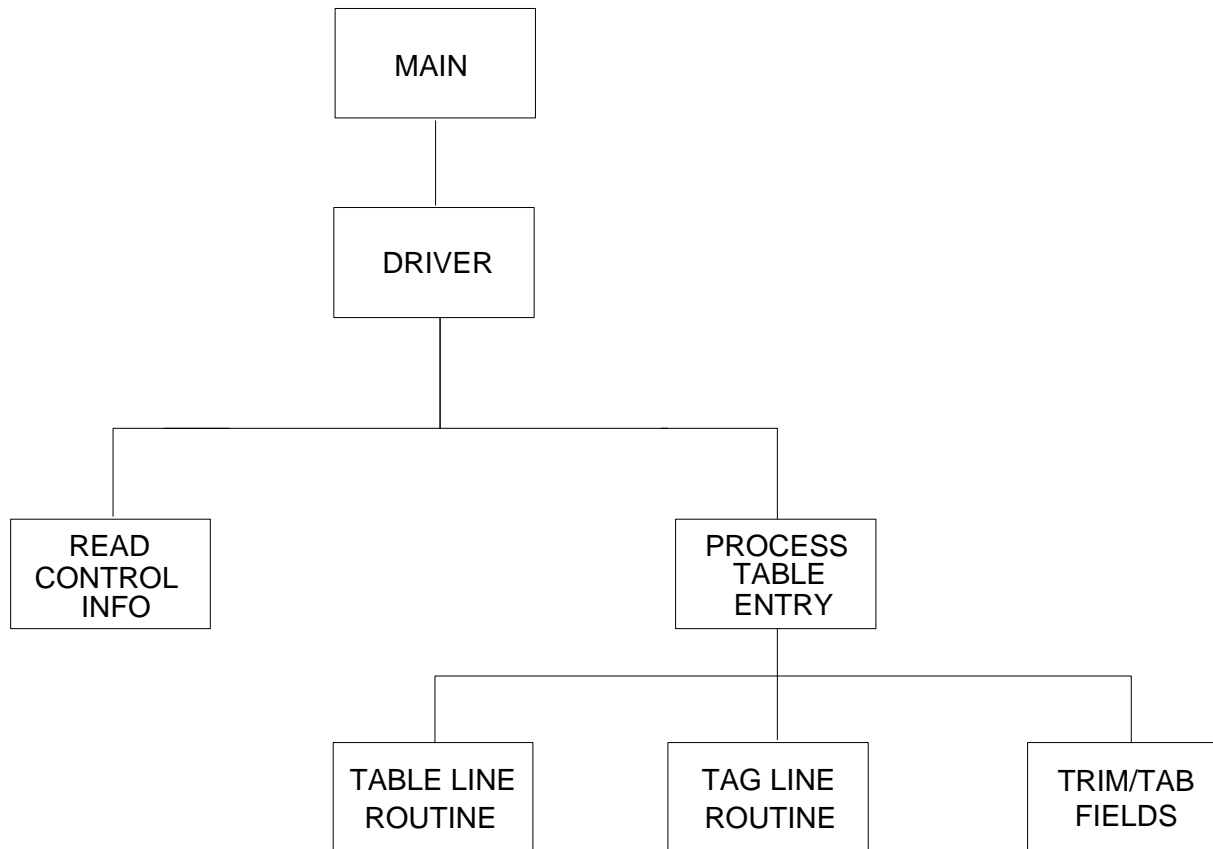 MAIN
DRIVER
READ
CONTROL
INFO
PROCESS
TABLE
ENTRY
TABLE LINE
ROUTINE
TAG LINE
ROUTINE
TRIM/TAB
FIELDS